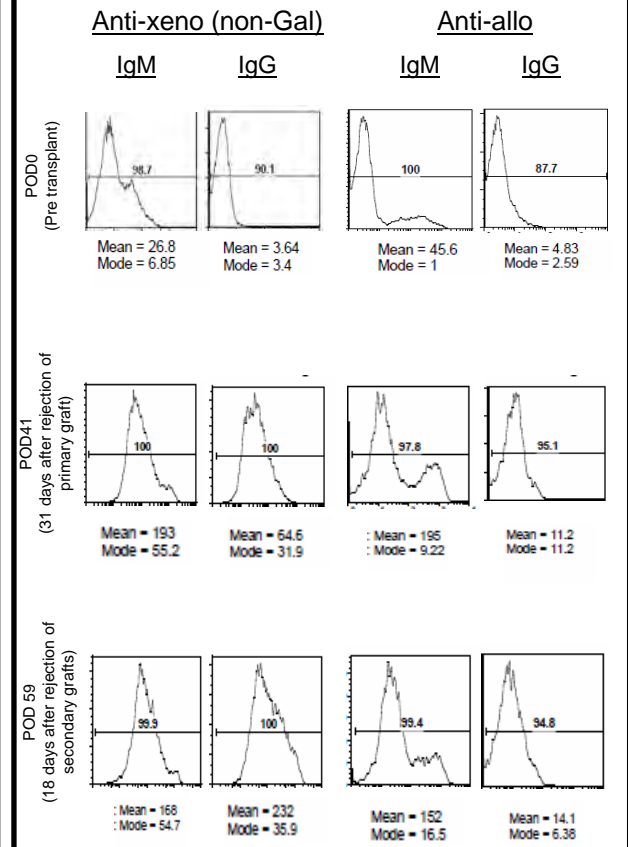 Anti-xeno (non-Gal) Anti-allo
IgM IgG IgM IgG
POD0
(Pre transplant)
98.7 90.1 100 87.7
Mean = 26.8 Mean = 3.64 Mean = 45.6 Mean = 4.83
Mode = 6.85 Mode = 3.4 Mode = 1 Mode = 2.59
POD41
(31 days after rejection of
primary graft)
100 100 97.8 95.1
Mean = 193 Mean = 64.6 : Mean = 195 Mean = 11.2
Mode = 55.2 Mode = 31.9 : Mode = 9.22 Mode = 11.2
POD 59
(18 days after rejection of
secondary grafts)
99.9 100 99.4 94.8
: Mean = 168 Mean = 232 Mean = 152 Mean = 14.1
: Mode = 54.7 Mode = 35.9 Mode = 16.5 Mode = 6.38